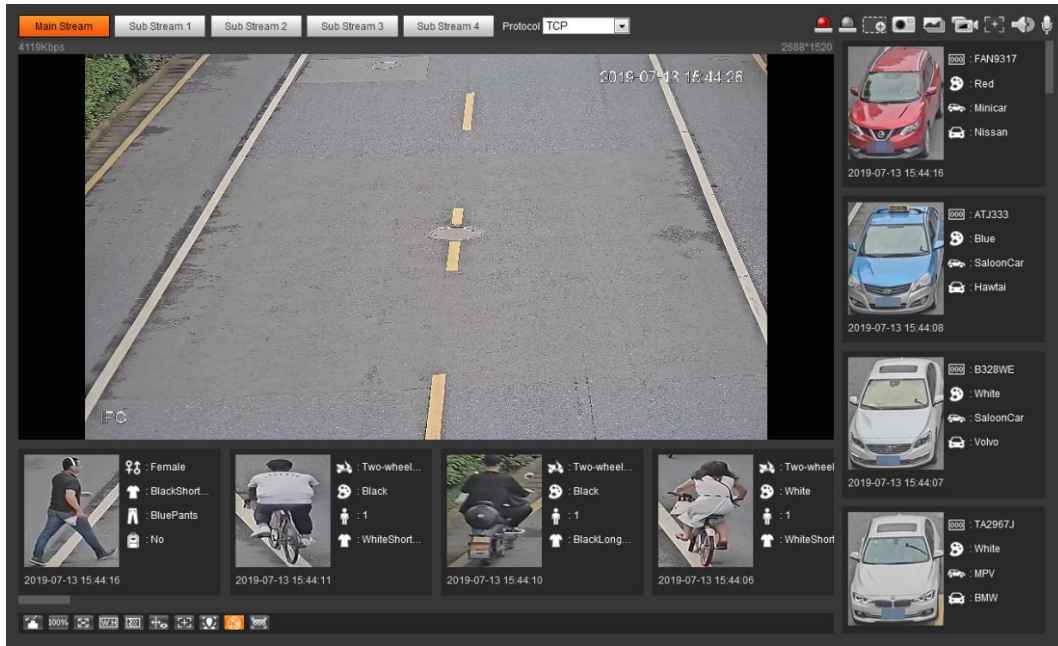 Main Stream Sub Stream 1 Sub Stream 2 Sub Stream 3 Sub Stream 4 Protocol TCP
4119Kbps 2688*1520
2019-07-13 15:44:26
IPC
: FAN9317
: Red
: Minicar
: Nissan
2019-07-13 15:44:16
: ATJ333
: Blue
: SaloonCar
: Hawtai
2019-07-13 15:44:08
: B328WE
: White
: SaloonCar
: Volvo
2019-07-13 15:44:07
: TA2967J
: White
: MPV
: BMW
: Female
: BlackShort...
: BluePants
: No
2019-07-13 15:44:16
: Two-wheel...
: Black
: 1
: WhiteShort...
2019-07-13 15:44:11
: Two-wheel...
: Black
: 1
: BlackLong...
2019-07-13 15:44:10
: Two-wheel
: White
: 1
: WhiteShort
2019-07-13 15:44:06
100% W:H